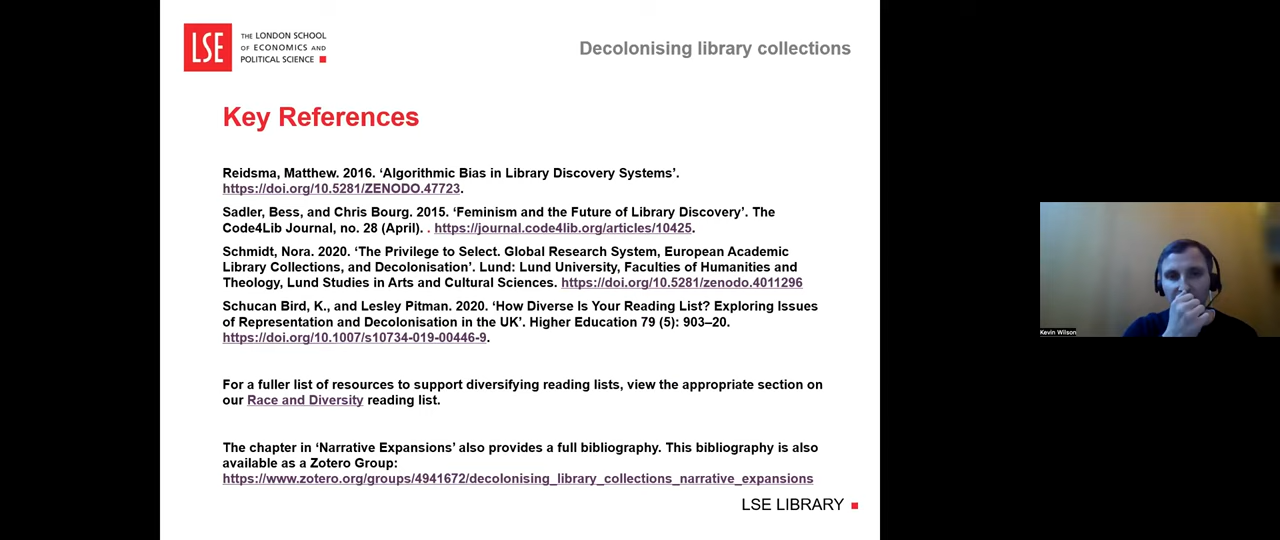 LSE
THE LONDON SCHOOL
OF ECONOMICS AND
POLITICAL SCIENCE
Decolonising library collections
Key References
Reidsma, Matthew. 2016. ‘Algorithmic Bias in Library Discovery Systems’.
https://doi.org/10.5281/ZENODO.47723.
Sadler, Bess, and Chris Bourg. 2015. ‘Feminism and the Future of Library Discovery’. The
Code4Lib Journal, no. 28 (April). . https://journal.code4lib.org/articles/10425.
Schmidt, Nora. 2020. ‘The Privilege to Select. Global Research System, European Academic
Library Collections, and Decolonisation’. Lund: Lund University, Faculties of Humanities and
Theology, Lund Studies in Arts and Cultural Sciences. https://doi.org/10.5281/zenodo.4011296
Schucan Bird, K., and Lesley Pitman. 2020. ‘How Diverse Is Your Reading List? Exploring Issues
of Representation and Decolonisation in the UK’. Higher Education 79 (5): 903–20.
https://doi.org/10.1007/s10734-019-00446-9.
For a fuller list of resources to support diversifying reading lists, view the appropriate section on
our Race and Diversity reading list.
The chapter in ‘Narrative Expansions’ also provides a full bibliography. This bibliography is also
available as a Zotero Group:
https://www.zotero.org/groups/4941672/decolonising_library_collections_narrative_expansions
LSE LIBRARY
Kevin Wilson